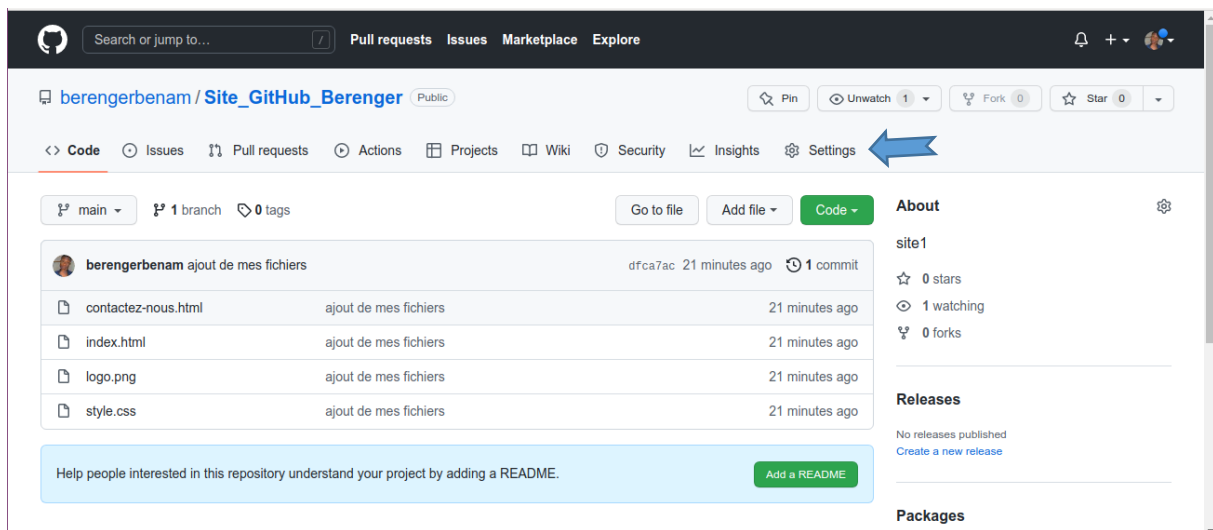 Search or jump to... / Pull requests Issues Marketplace Explore
berengerbenam / Site_GitHub_Berenger Public Pin Unwatch 1 Fork 0 Star 0
<> Code Issues Pull requests Actions Projects Wiki Security Insights Settings
main 1 branch 0 tags Go to file Add file Code
berengerbenam ajout de mes fichiers dfca7ac 21 minutes ago 1 commit
contactez-nous.html ajout de mes fichiers 21 minutes ago
index.html ajout de mes fichiers 21 minutes ago
logo.png ajout de mes fichiers 21 minutes ago
style.css ajout de mes fichiers 21 minutes ago
Help people interested in this repository understand your project by adding a README. Add a README
About
site1
0 stars
1 watching
0 forks
Releases
No releases published
Create a new release
Packages